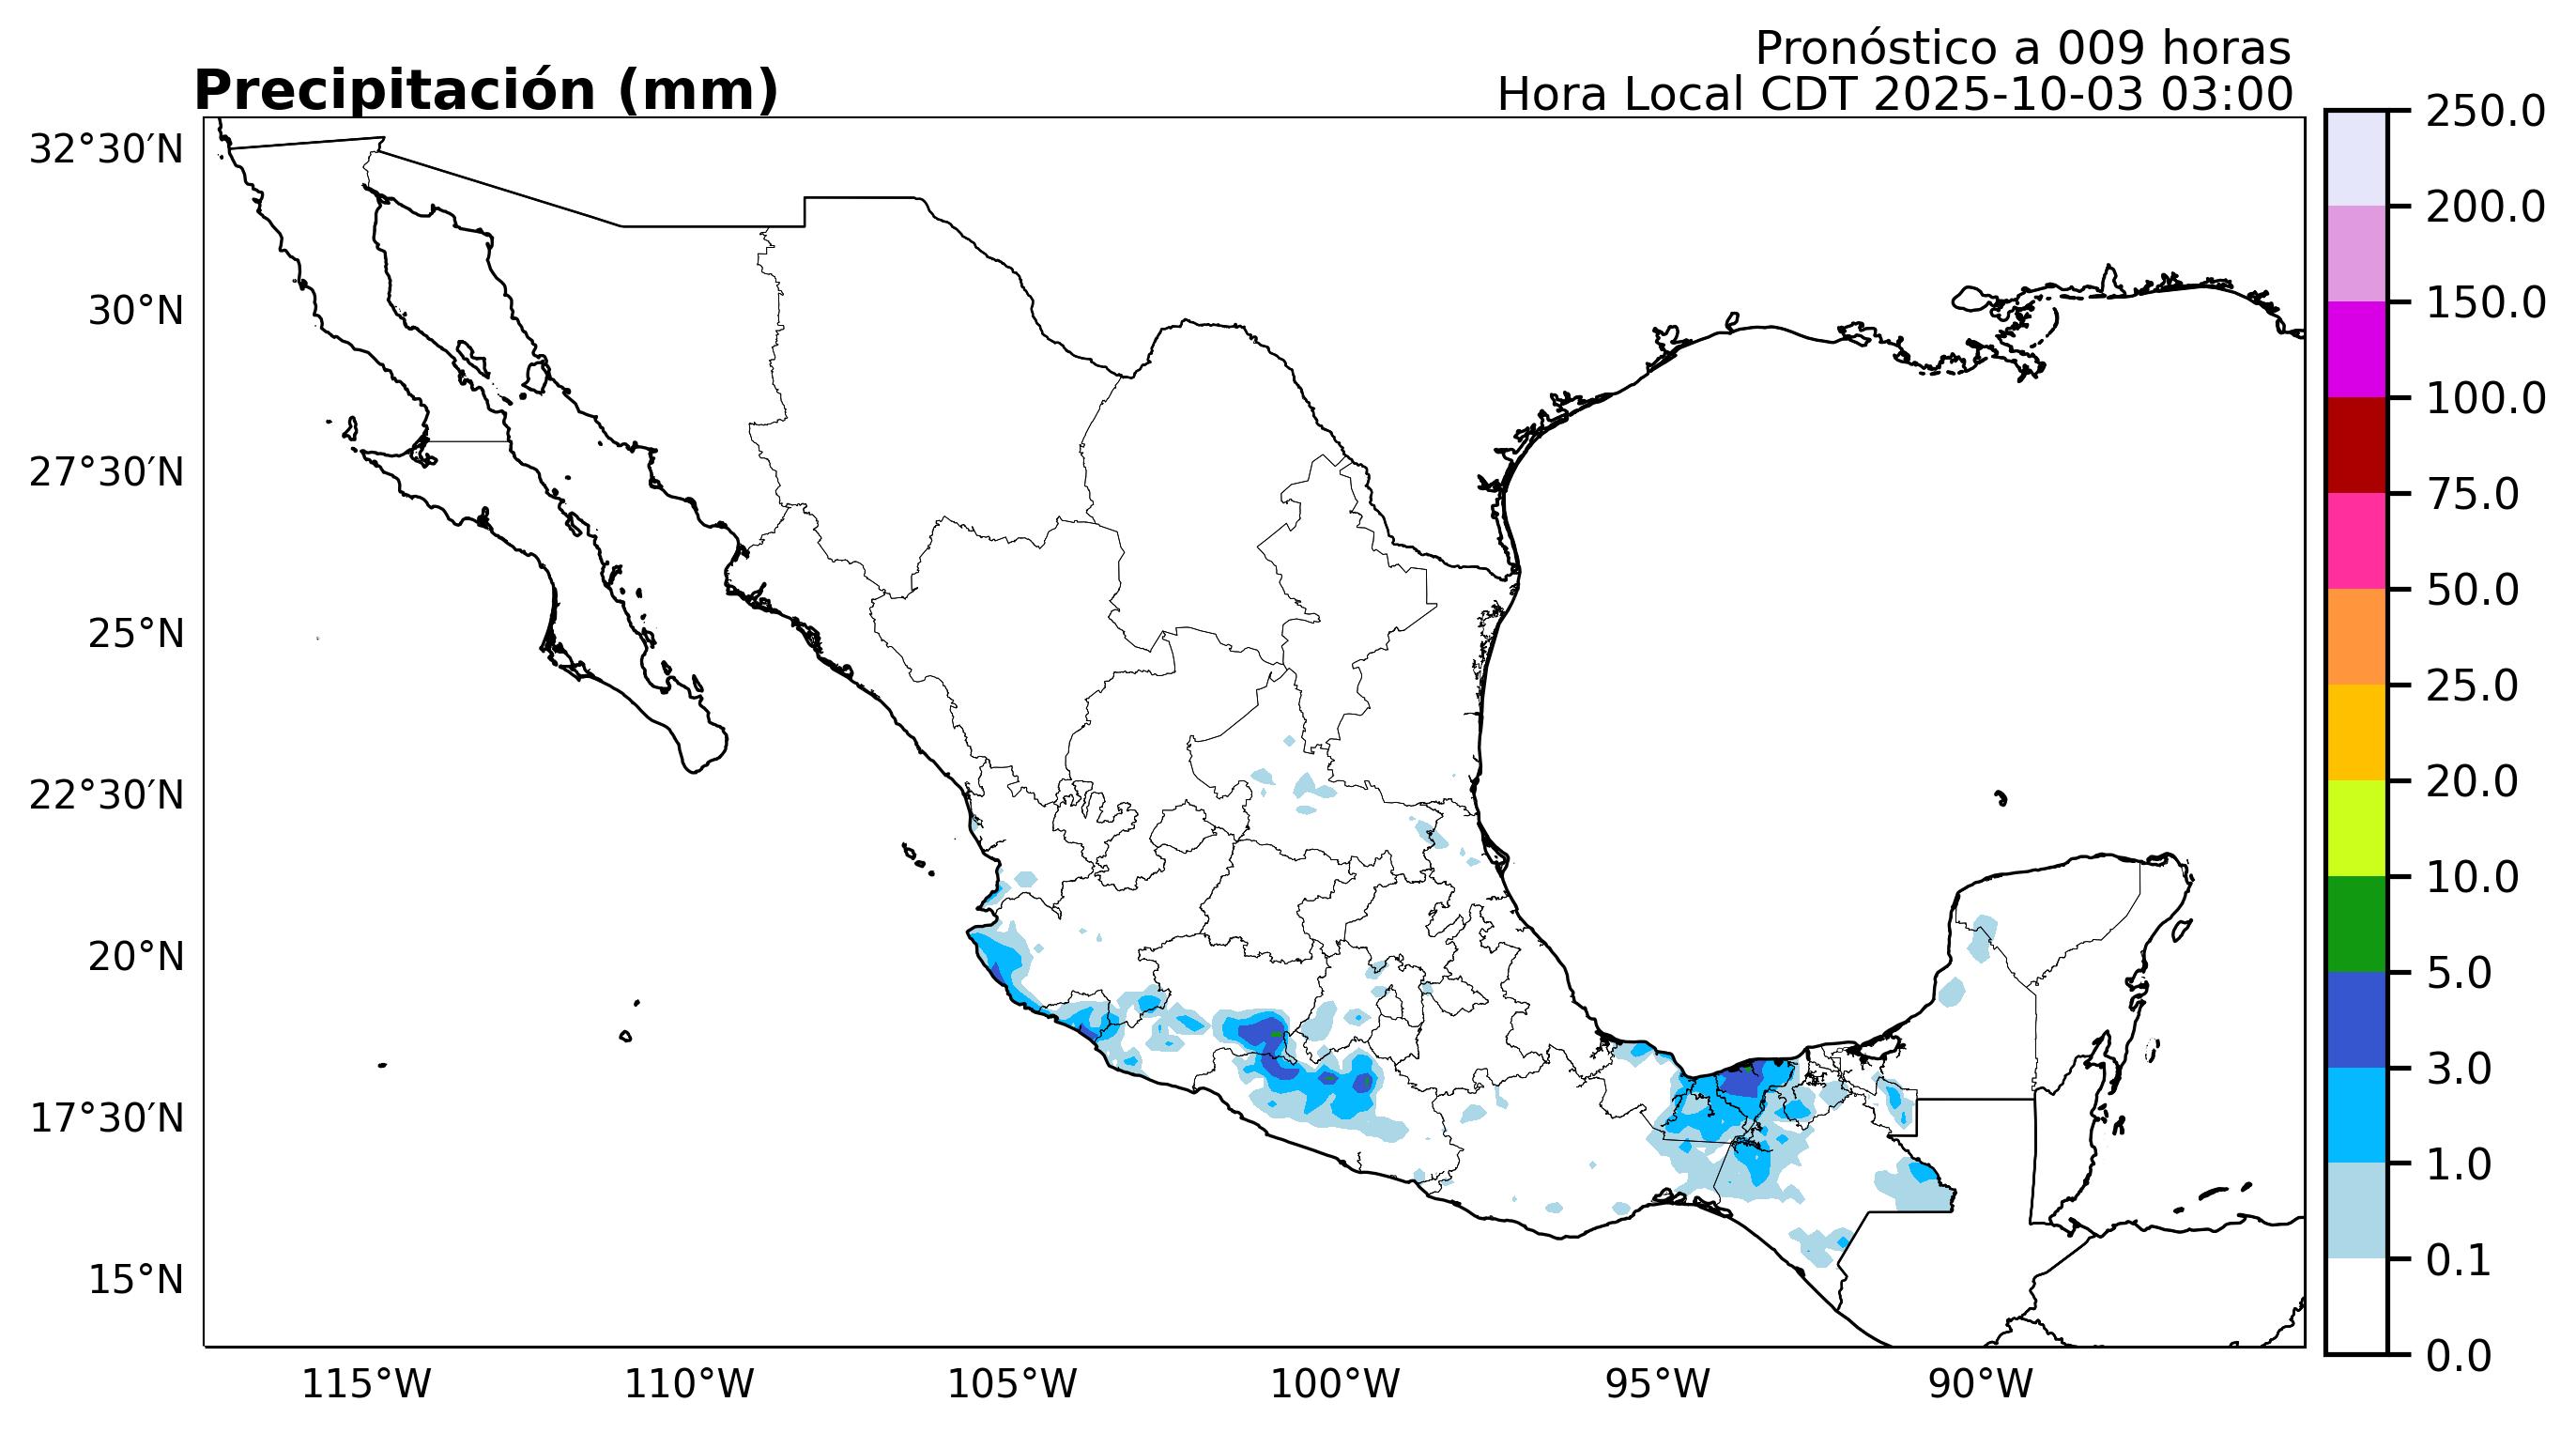 Pronóstico a 009 horas
Precipitación (mm)
Hora Local CDT 2025-10-03 03:00
32°30′N
30°N
27°30′N
25°N
22°30′N
20°N
17°30′N
15°N
115°W
110°W
105°W
100°W
95°W
90°W
250.0
200.0
150.0
100.0
75.0
50.0
25.0
20.0
10.0
5.0
3.0
1.0
0.1
0.0